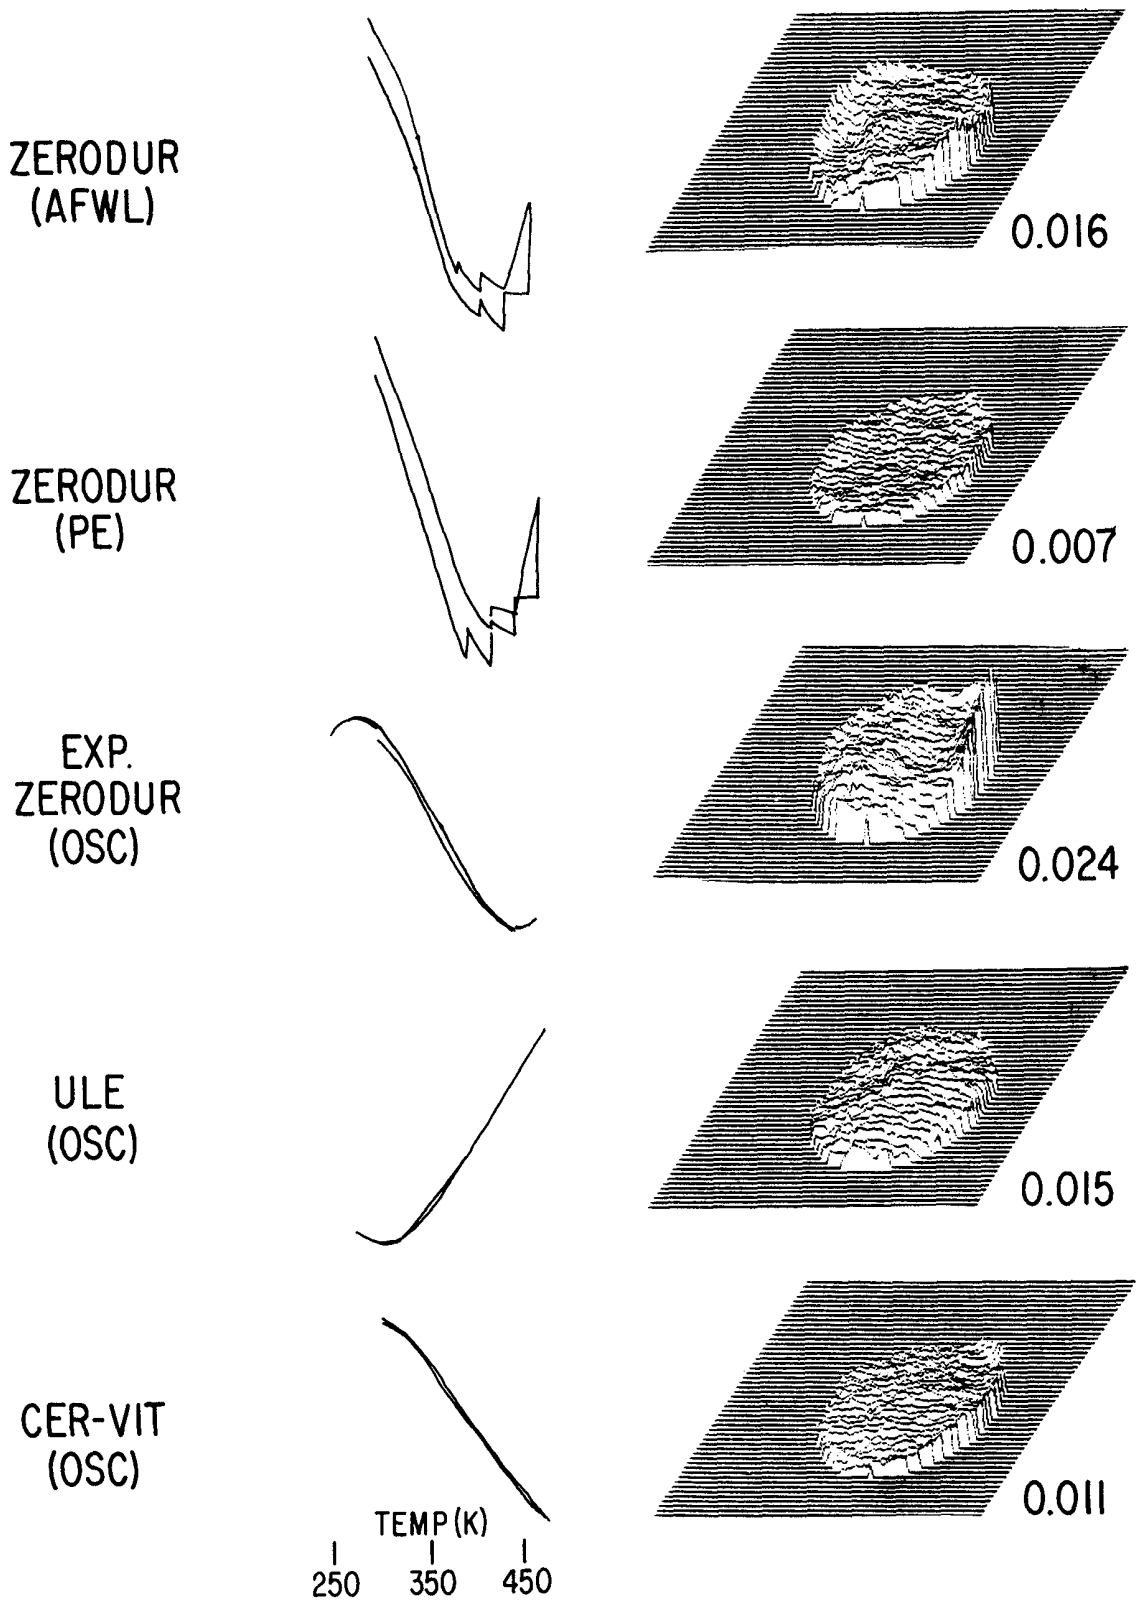 ZERODUR
(AFWL)
0.016
ZERODUR
(PE)
0.007
EXP.
ZERODUR
(OSC)
0.024
ULE
(OSC)
0.015
CER-VIT
(OSC)
0.011
TEMP (K)
250 350 450